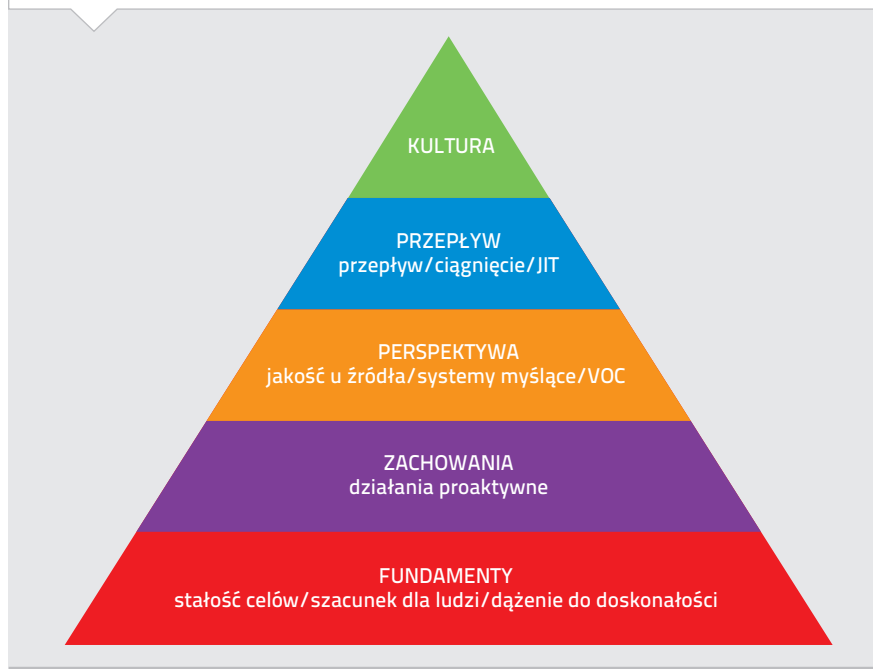 KULTURA
PRZEPŁYW
przepływ/ciągnięcie/JIT
PERSPEKTYWA
jakość u źródła/systemy myślące/VOC
ZACHOWANIA
działania proaktywne
FUNDAMENTY
stałość celów/szacunek dla ludzi/dążenie do doskonałości